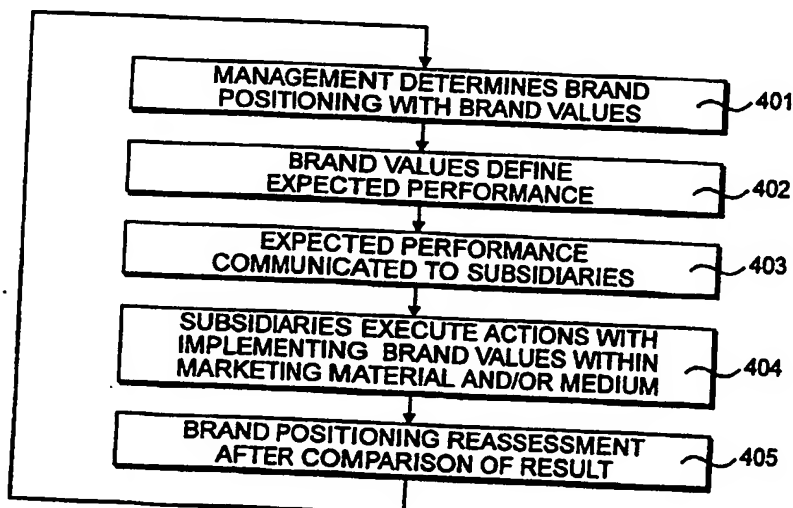 MANAGEMENT DETERMINES BRAND
POSITIONING WITH BRAND VALUES
401
BRAND VALUES DEFINE
EXPECTED PERFORMANCE
402
EXPECTED PERFORMANCE
COMMUNICATED TO SUBSIDIARIES
403
SUBSIDIARIES EXECUTE ACTIONS WITH
IMPLEMENTING BRAND VALUES WITHIN
MARKETING MATERIAL AND/OR MEDIUM
404
BRAND POSITIONING REASSESSMENT
AFTER COMPARISON OF RESULT
405